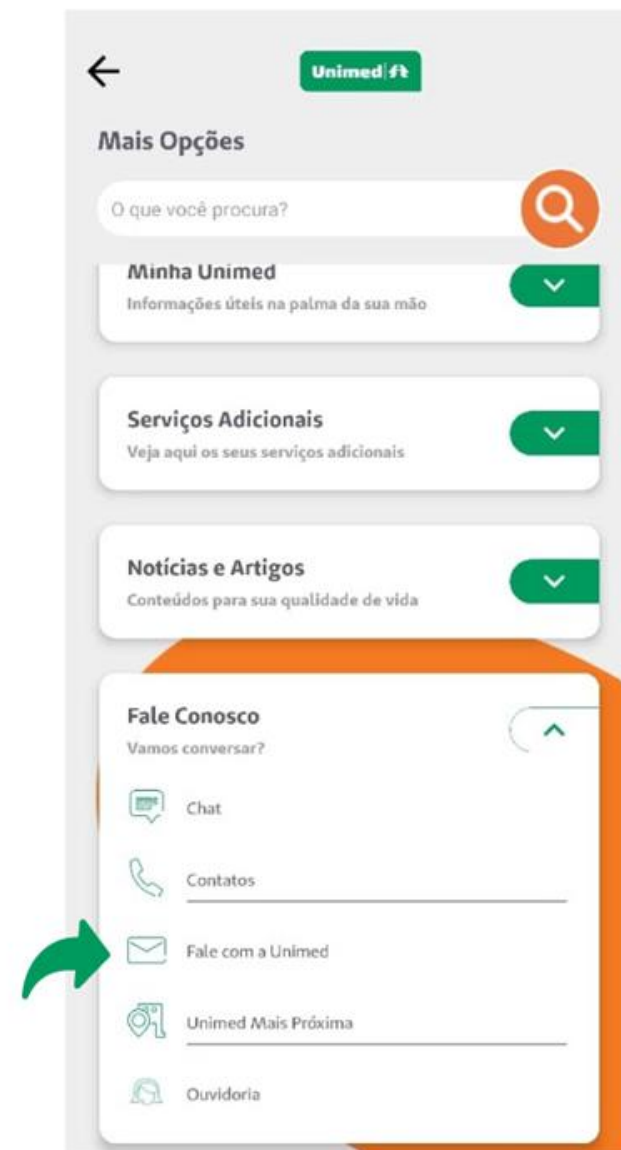 Unimed ft
Mais Opções
O que você procura?
Minha Unimed
Informações úteis na palma da sua mão
Serviços Adicionais
Veja aqui os seus serviços adicionais
Notícias e Artigos
Conteúdos para sua qualidade de vida
Fale Conosco
Vamos conversar?
Chat
Contatos
Fale com a Unimed
Unimed Mais Próxima
Ouvidoria